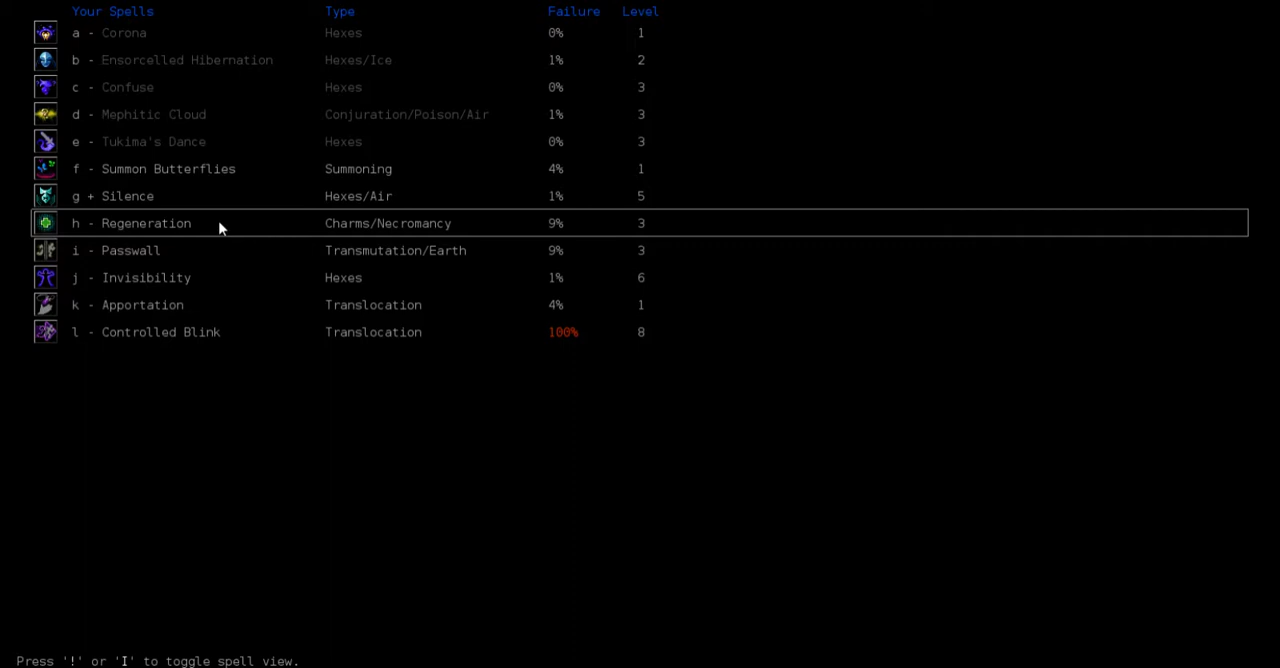 Your Spells Type Failure Level
a - Corona Hexes 0% 1
b - Ensorcelled Hibernation Hexes/Ice 1% 2
c - Confuse Hexes 0% 3
d - Mephitic Cloud Conjuration/Poison/Air 1% 3
e - Tukima's Dance Hexes 0% 3
f - Summon Butterflies Summoning 4% 1
g + Silence Hexes/Air 1% 5
h - Regeneration Charms/Necromancy 9% 3
i - Passwall Transmutation/Earth 9% 3
j - Invisibility Hexes 1% 6
k - Apportation Translocation 4% 1
l - Controlled Blink Translocation 100% 8
Press '!' or 'I' to toggle spell view.